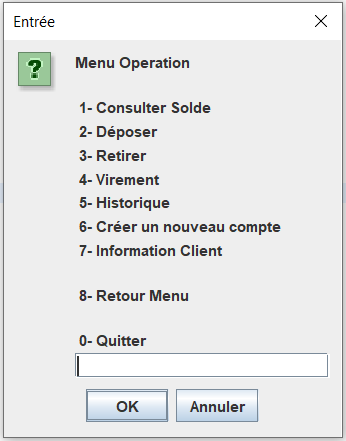 Entrée
?
Menu Operation
1- Consulter Solde
2- Déposer
3- Retirer
4- Virement
5- Historique
6- Créer un nouveau compte
7- Information Client
8- Retour Menu
0- Quitter
OK
Annuler